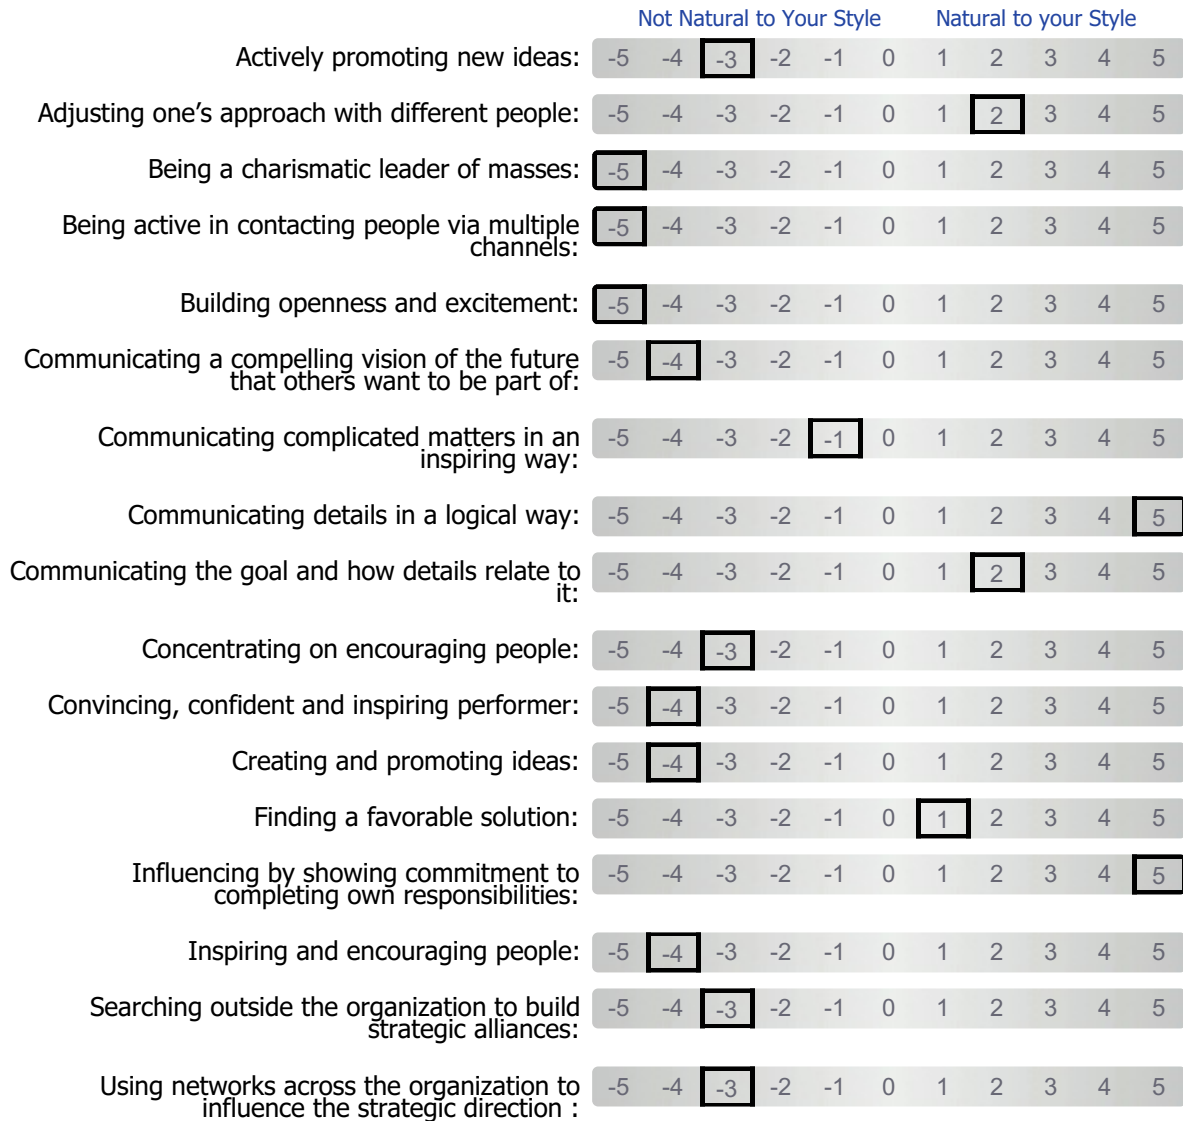 Not Natural to Your Style Natural to your Style
Actively promoting new ideas: -5 -4 -3 -2 -1 0 1 2 3 4 5
Adjusting one’s approach with different people: -5 -4 -3 -2 -1 0 1 2 3 4 5
Being a charismatic leader of masses: -5 -4 -3 -2 -1 0 1 2 3 4 5
Being active in contacting people via multiple -5 -4 -3 -2 -1 0 1 2 3 4 5
channels:
Building openness and excitement: -5 -4 -3 -2 -1 0 1 2 3 4 5
Communicating a compelling vision of the future -5 -4 -3 -2 -1 0 1 2 3 4 5
that others want to be part of:
Communicating complicated matters in an -5 -4 -3 -2 -1 0 1 2 3 4 5
inspiring way:
Communicating details in a logical way: -5 -4 -3 -2 -1 0 1 2 3 4 5
Communicating the goal and how details relate to -5 -4 -3 -2 -1 0 1 2 3 4 5
it:
Concentrating on encouraging people: -5 -4 -3 -2 -1 0 1 2 3 4 5
Convincing, confident and inspiring performer: -5 -4 -3 -2 -1 0 1 2 3 4 5
Creating and promoting ideas: -5 -4 -3 -2 -1 0 1 2 3 4 5
Finding a favorable solution: -5 -4 -3 -2 -1 0 1 2 3 4 5
Influencing by showing commitment to -5 -4 -3 -2 -1 0 1 2 3 4 5
completing own responsibilities:
Inspiring and encouraging people: -5 -4 -3 -2 -1 0 1 2 3 4 5
Searching outside the organization to build -5 -4 -3 -2 -1 0 1 2 3 4 5
strategic alliances:
Using networks across the organization to -5 -4 -3 -2 -1 0 1 2 3 4 5
influence the strategic direction :